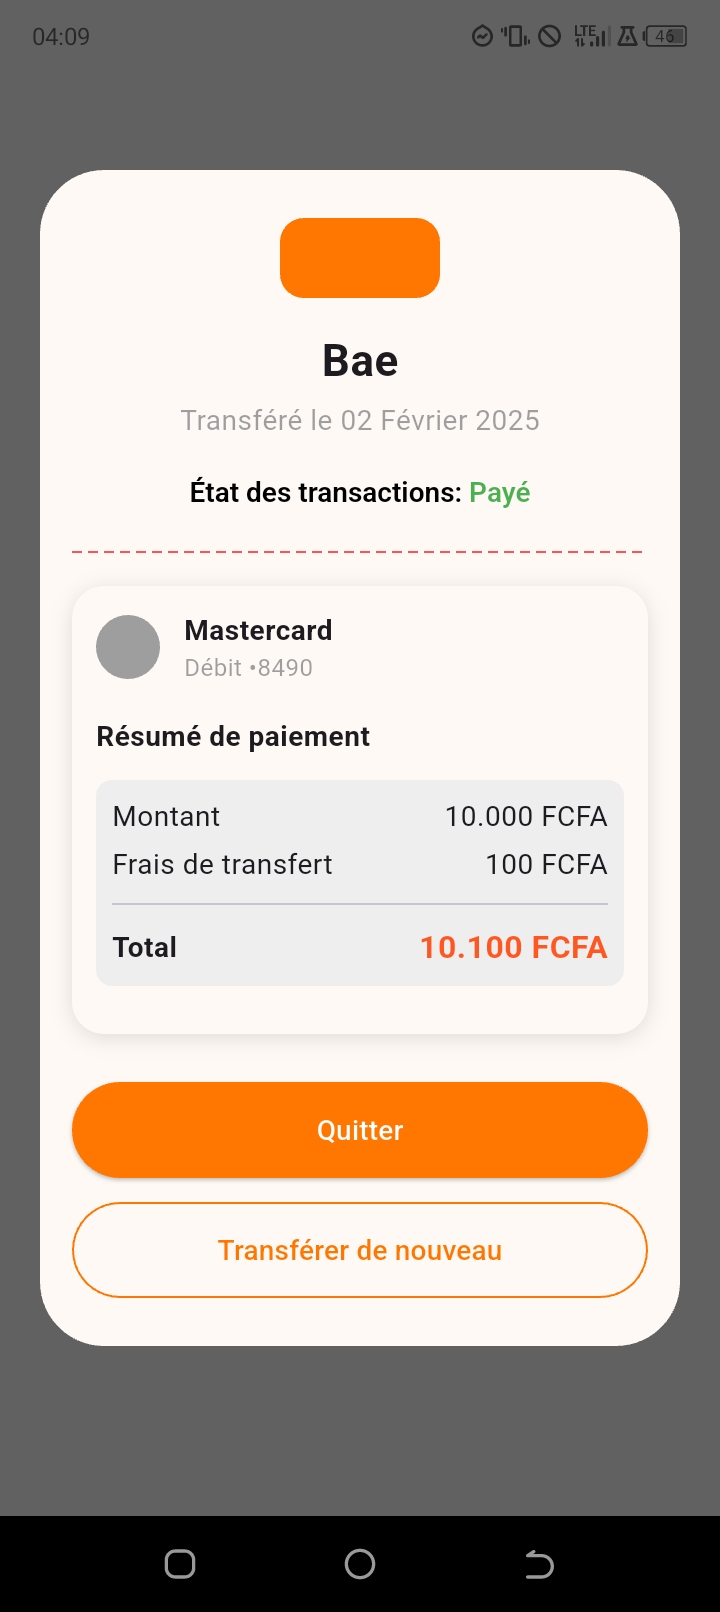 04:09
LTE 46
Bae
Transféré le 02 Février 2025
État des transactions: Payé
Mastercard
Débit •8490
Résumé de paiement
Montant 10.000 FCFA
Frais de transfert 100 FCFA
Total 10.100 FCFA
Quitter
Transférer de nouveau